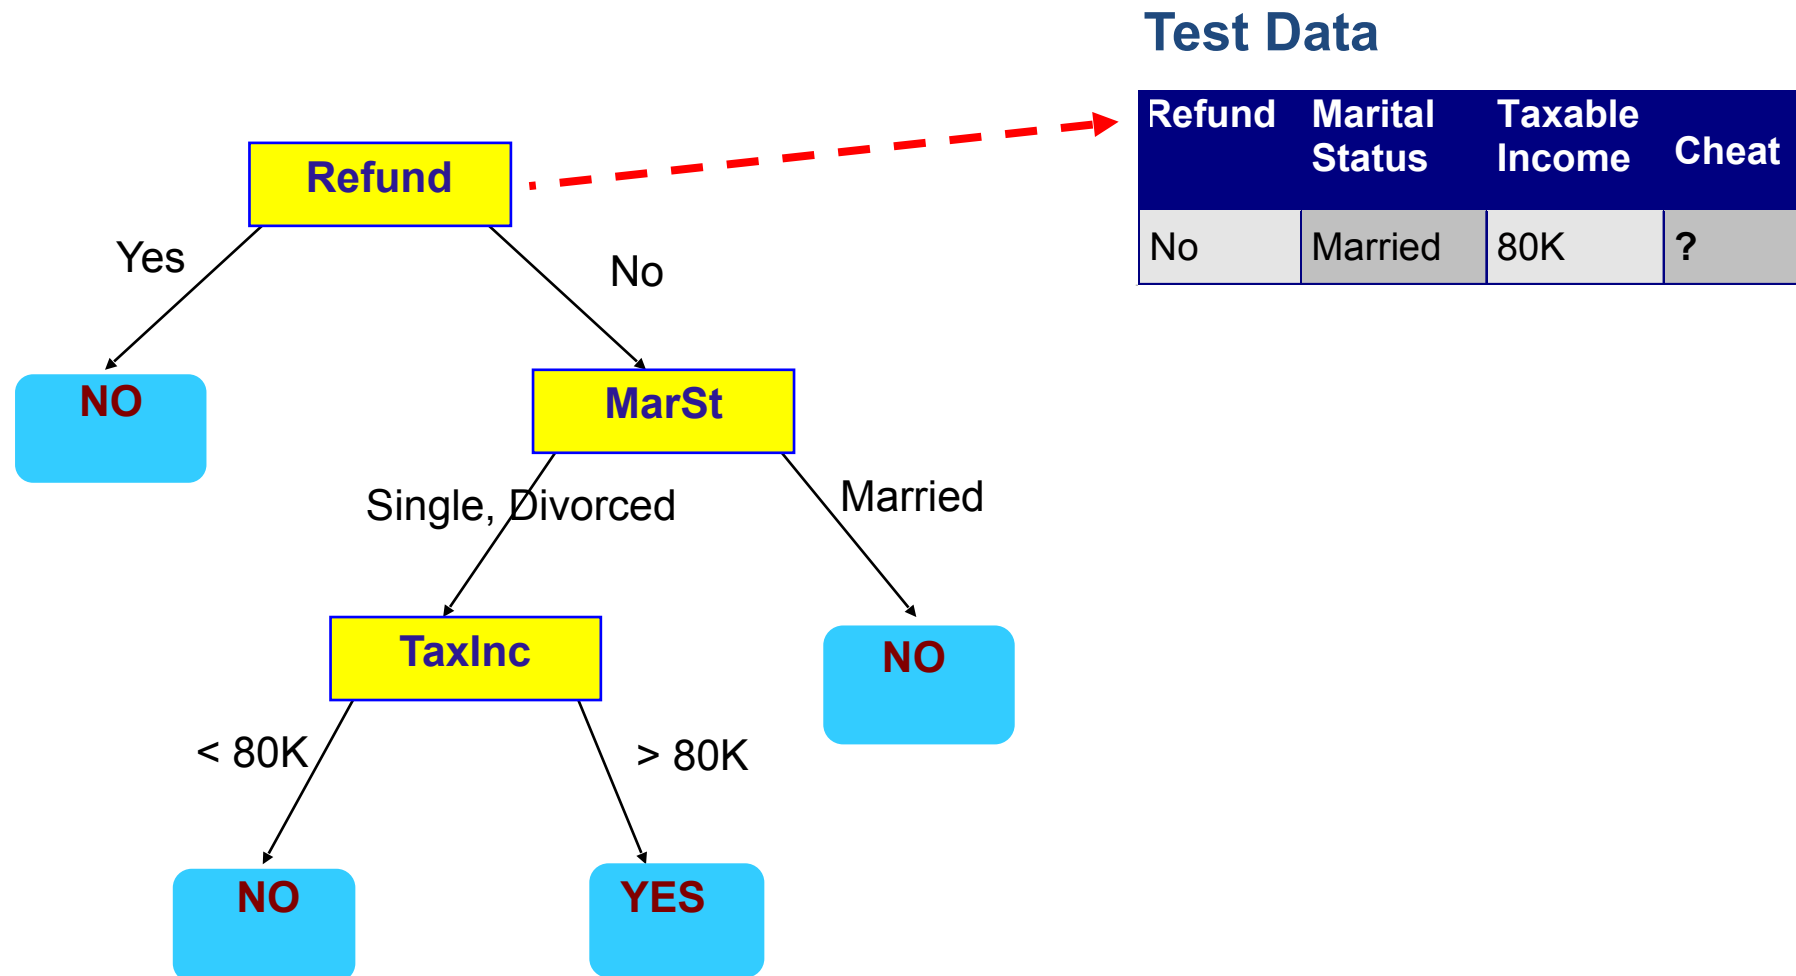 Test Data
Refund Marital Status Taxable Income Cheat
No Married 80K ?
Refund
Yes No
NO
MarSt
Single, Divorced Married
TaxInc
NO
< 80K > 80K
NO YES